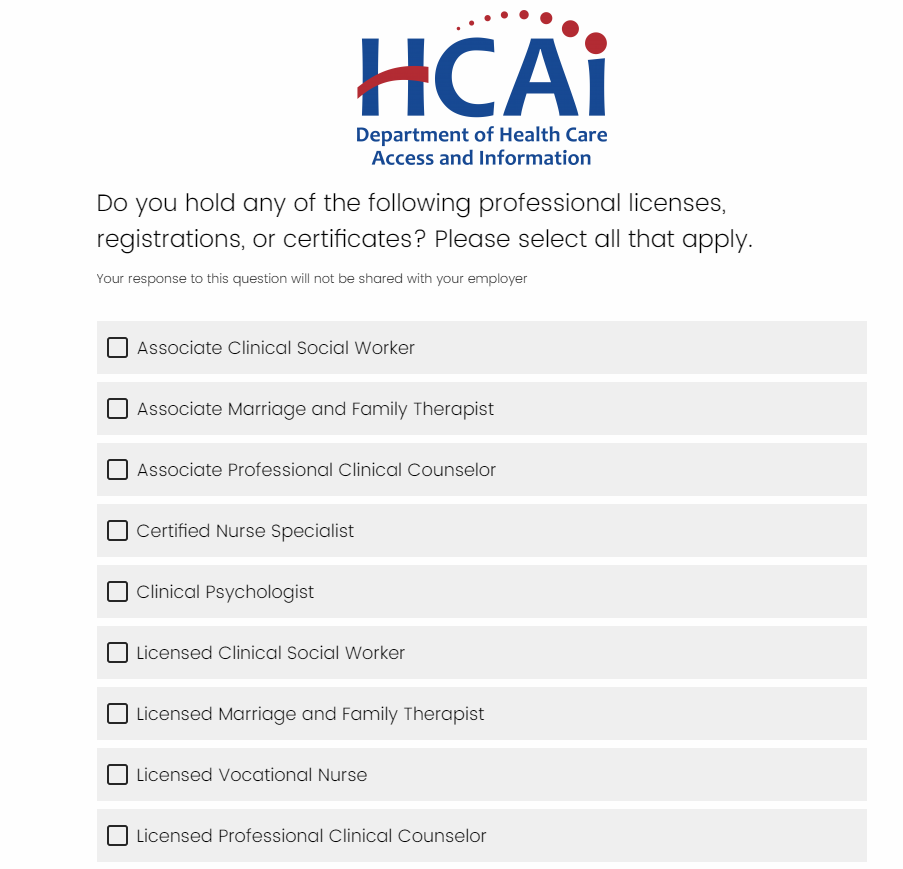 HCAi
Department of Health Care
Access and Information
Do you hold any of the following professional licenses,
registrations, or certificates? Please select all that apply.
Your response to this question will not be shared with your employer
Associate Clinical Social Worker
Associate Marriage and Family Therapist
Associate Professional Clinical Counselor
Certified Nurse Specialist
Clinical Psychologist
Licensed Clinical Social Worker
Licensed Marriage and Family Therapist
Licensed Vocational Nurse
Licensed Professional Clinical Counselor